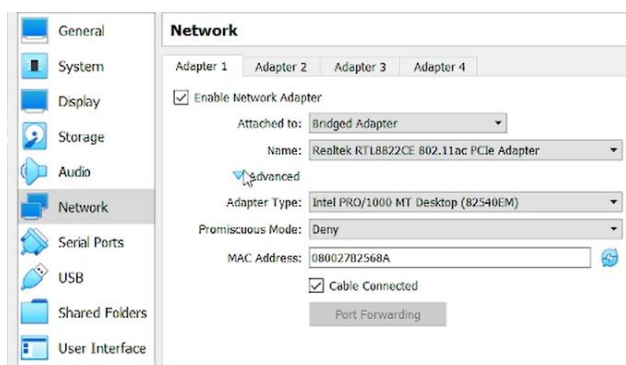 General
System
Display
Storage
Audio
Network
Serial Ports
USB
Shared Folders
User Interface
Network
Adapter 1 Adapter 2 Adapter 3 Adapter 4
Enable Network Adapter
Attached to: Bridged Adapter
Name: Realtek RTL8822CE 802.11ac PCIe Adapter
Advanced
Adapter Type: Intel PRO/1000 MT Desktop (82540EM)
Promiscuous Mode: Deny
MAC Address: 08002782568A
Cable Connected
Port Forwarding